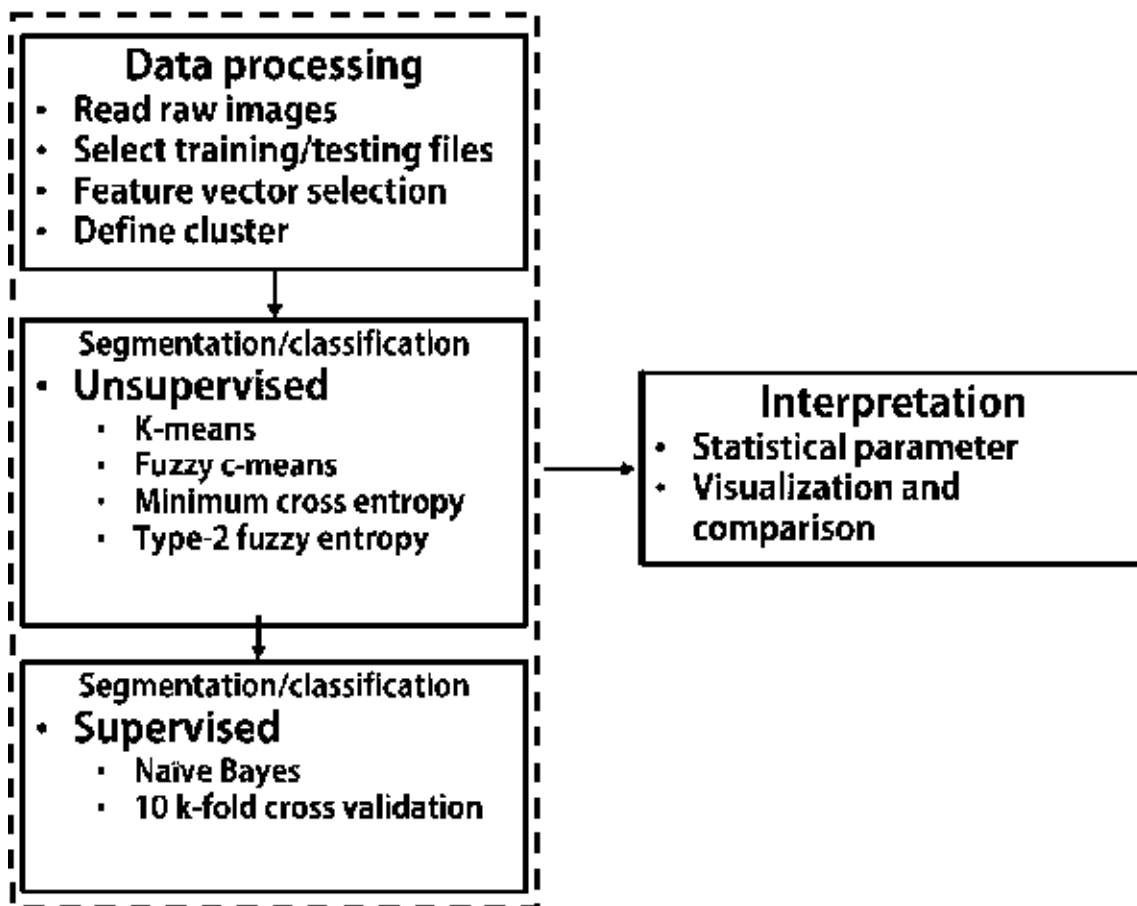 Data processing
• Read raw images
• Select training/testing files
• Feature vector selection
• Define cluster
Segmentation/classification
• Unsupervised
• K-means
• Fuzzy c-means
• Minimum cross entropy
• Type-2 fuzzy entropy
Segmentation/classification
• Supervised
• Naïve Bayes
• 10 k-fold cross validation
Interpretation
• Statistical parameter
• Visualization and
comparison